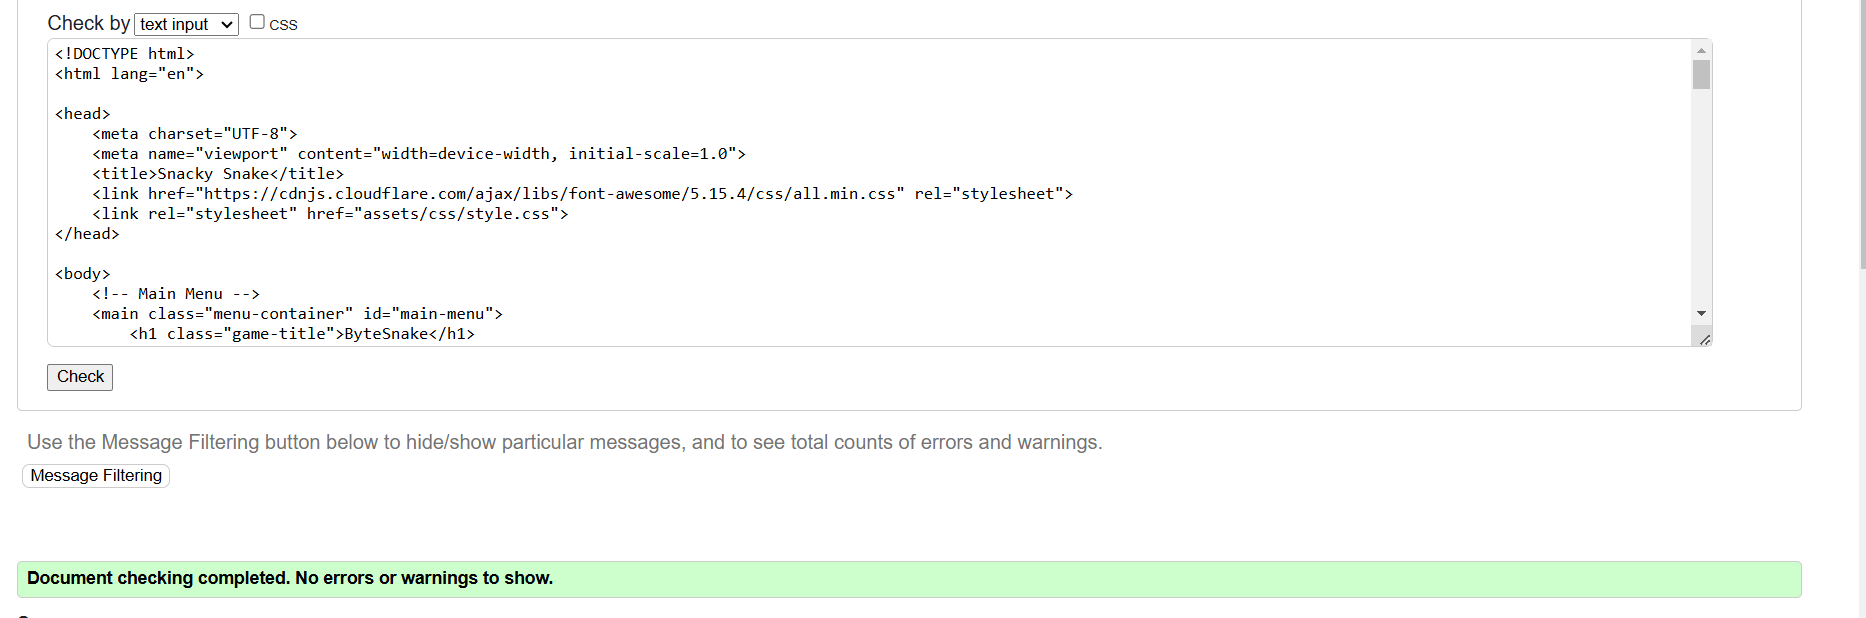 Check by text input CSS
<!DOCTYPE html>
<html lang="en">
<head>
    <meta charset="UTF-8">
    <meta name="viewport" content="width=device-width, initial-scale=1.0">
    <title>Snacky Snake</title>
    <link href="https://cdnjs.cloudflare.com/ajax/libs/font-awesome/5.15.4/css/all.min.css" rel="stylesheet">
    <link rel="stylesheet" href="assets/css/style.css">
</head>
<body>
    <!-- Main Menu -->
    <main class="menu-container" id="main-menu">
        <h1 class="game-title">ByteSnake</h1>
Check
Use the Message Filtering button below to hide/show particular messages, and to see total counts of errors and warnings.
Message Filtering
Document checking completed. No errors or warnings to show.